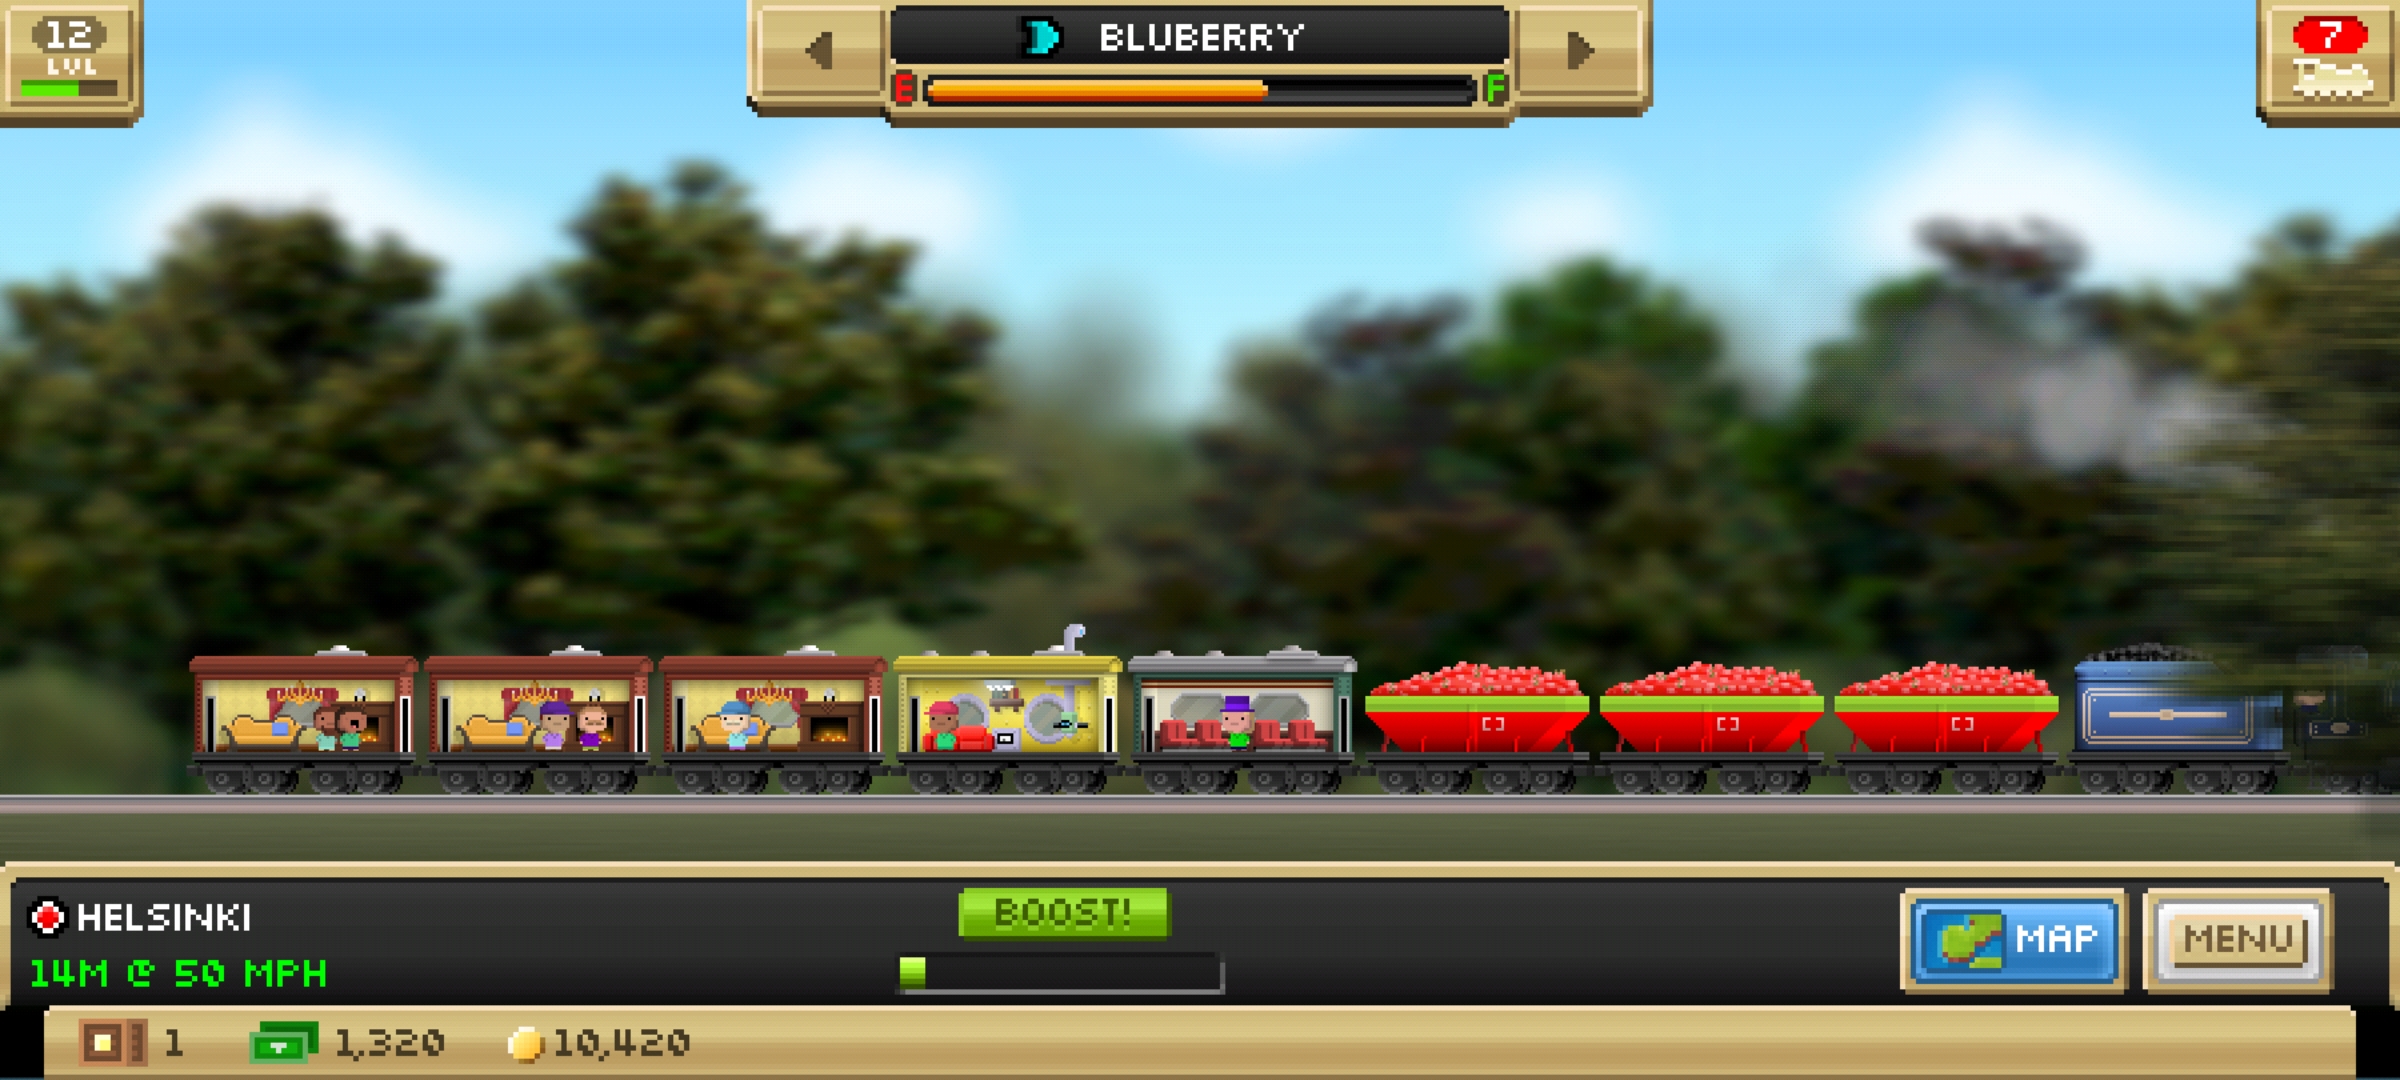 12
LVL
BLUBERRY
E F
7
HELSINKI
14M @ 50 MPH
BOOST!
MAP
MENU
1 1,320 10,420